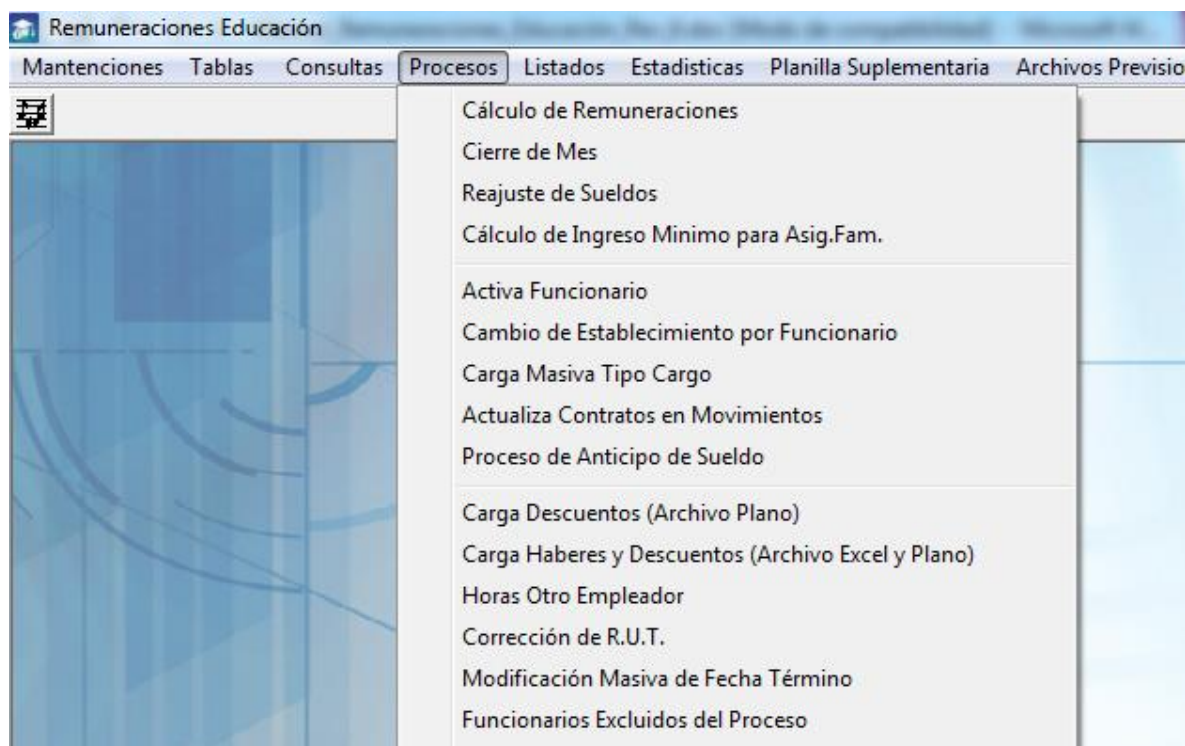 Remuneraciones Educación
Mantenciones Tablas Consultas Procesos Listados Estadisticas Planilla Suplementaria Archivos Previsio
Cálculo de Remuneraciones
Cierre de Mes
Reajuste de Sueldos
Cálculo de Ingreso Minimo para Asig.Fam.
Activa Funcionario
Cambio de Establecimiento por Funcionario
Carga Masiva Tipo Cargo
Actualiza Contratos en Movimientos
Proceso de Anticipo de Sueldo
Carga Descuentos (Archivo Plano)
Carga Haberes y Descuentos (Archivo Excel y Plano)
Horas Otro Empleador
Corrección de R.U.T.
Modificación Masiva de Fecha Término
Funcionarios Excluidos del Proceso